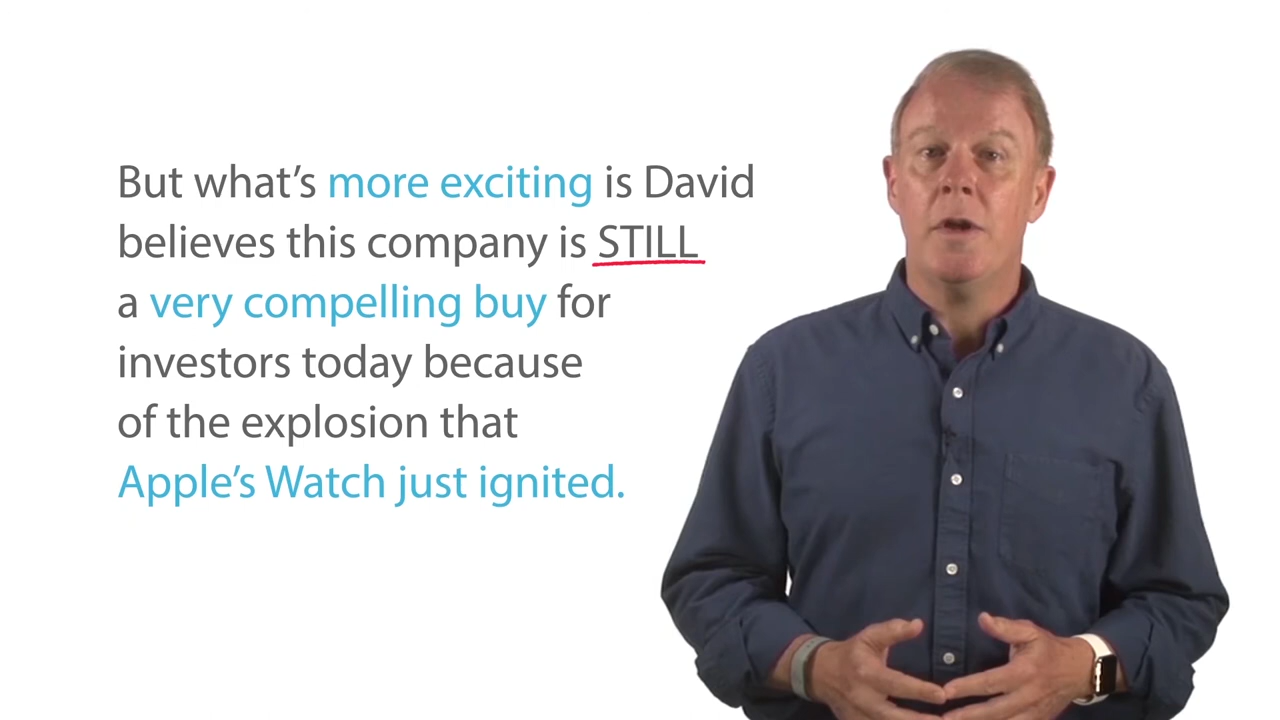 But what’s more exciting is David
believes this company is STILL
a very compelling buy for
investors today because
of the explosion that
Apple’s Watch just ignited.